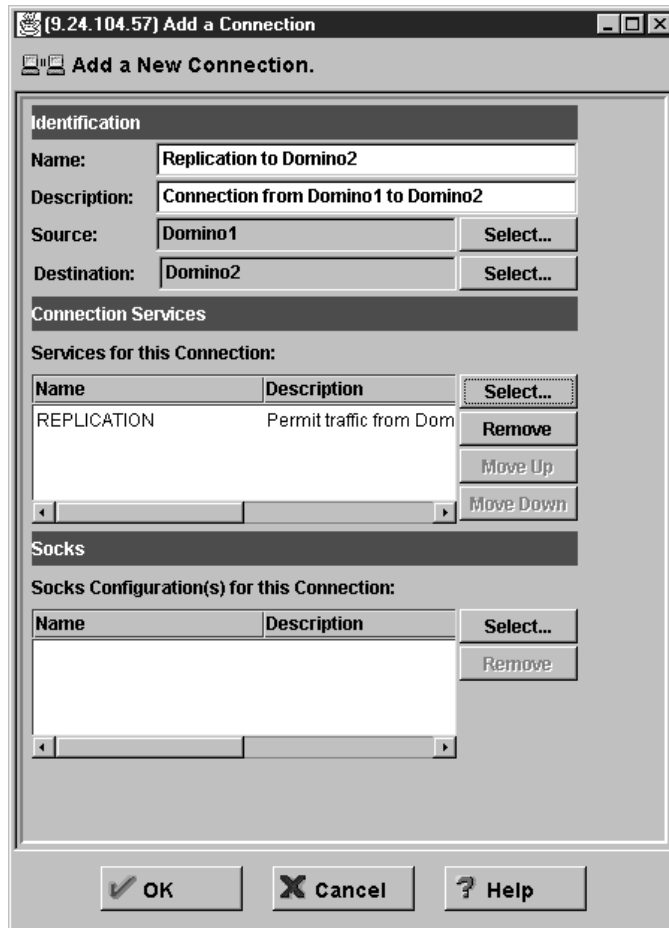 (9.24.104.57) Add a Connection
Add a New Connection.
Identification
Name: Replication to Domino2
Description: Connection from Domino1 to Domino2
Source: Domino1 Select...
Destination: Domino2 Select...
Connection Services
Services for this Connection:
Name Description Select...
REPLICATION Permit traffic from Dom
Remove
Move Up
Move Down
Socks
Socks Configuration(s) for this Connection:
Name Description Select...
Remove
OK Cancel Help